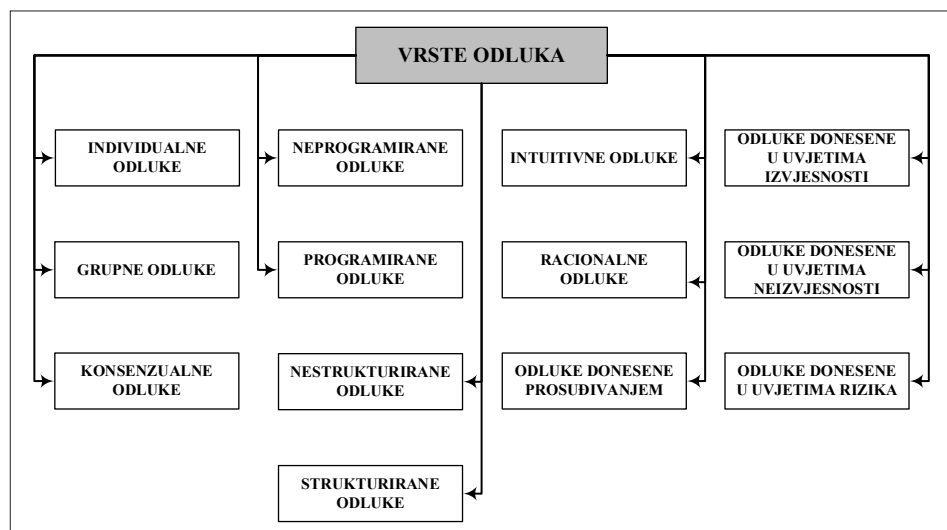 VRSTE ODLUKA
INDIVIDUALNE
ODLUKE
NEPROGRAMIRANE
ODLUKE
INTUITIVNE ODLUKE
ODLUKE DONESENE
U UVJETIMA
IZVJESNOSTI
GRUPNE ODLUKE
PROGRAMIRANE
ODLUKE
RACIONALNE
ODLUKE
ODLUKE DONESENE
U UVJETIMA
NEIZVJESNOSTI
KONSENZUALNE
ODLUKE
NESTRUKTURIRANE
ODLUKE
ODLUKE DONESENE
PROSUĐIVANJEM
ODLUKE DONESENE
U UVJETIMA RIZIKA
STRUKTURIRANE
ODLUKE